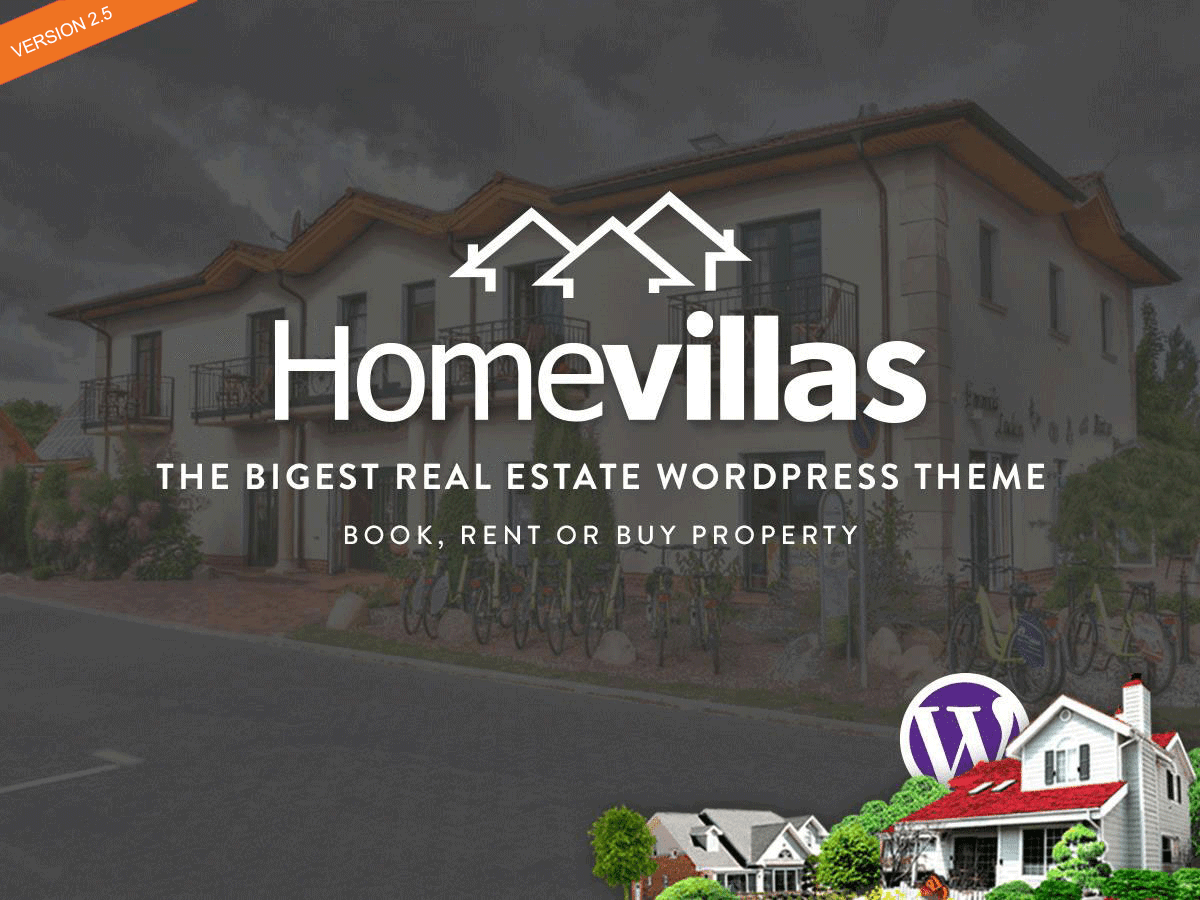 VERSION 2.5
Homevillas
THE BIGEST REAL ESTATE WORDPRESS THEME
BOOK, RENT OR BUY PROPERTY
W